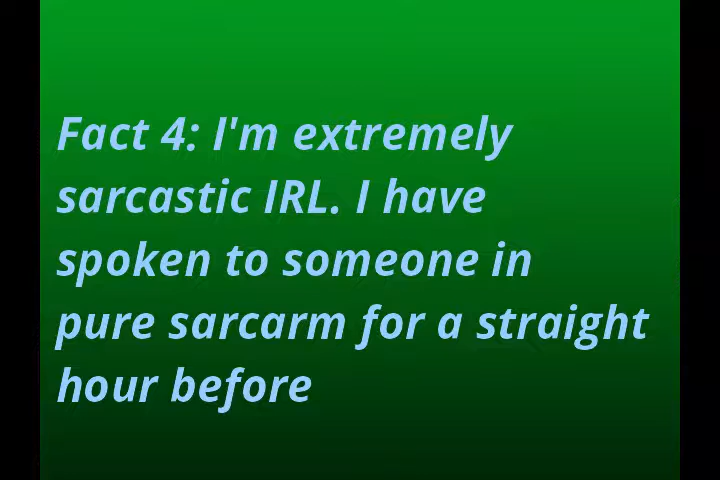 Fact 4: I'm extremely
sarcastic IRL. I have
spoken to someone in
pure sarcarm for a straight
hour before